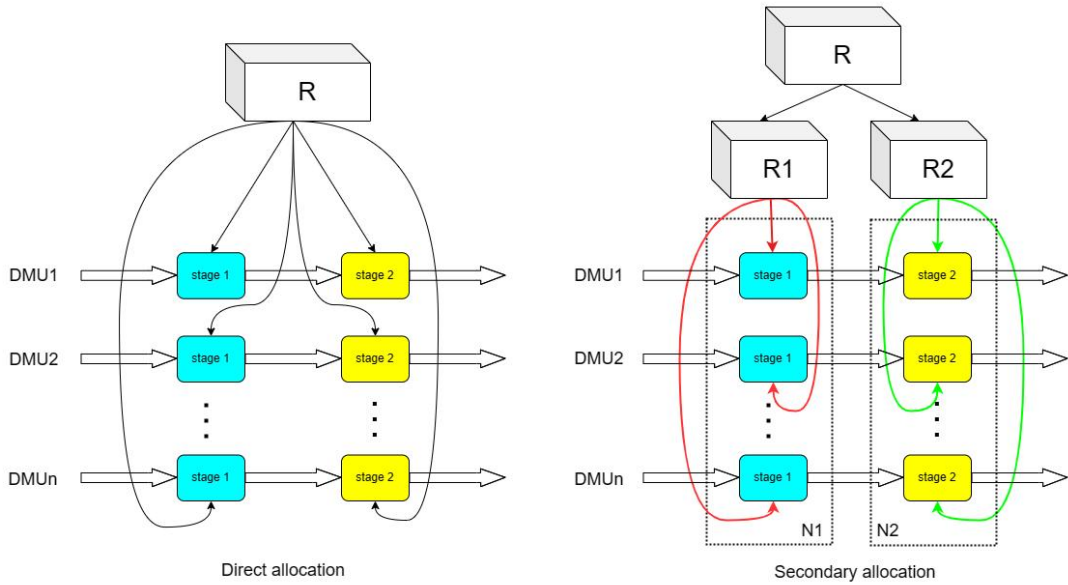 R
DMU1
stage 1
stage 2
DMU2
stage 1
stage 2
DMUn
stage 1
stage 2
Direct allocation
R
R1
R2
DMU1
stage 1
stage 2
DMU2
stage 1
stage 2
DMUn
stage 1
stage 2
N1
N2
Secondary allocation